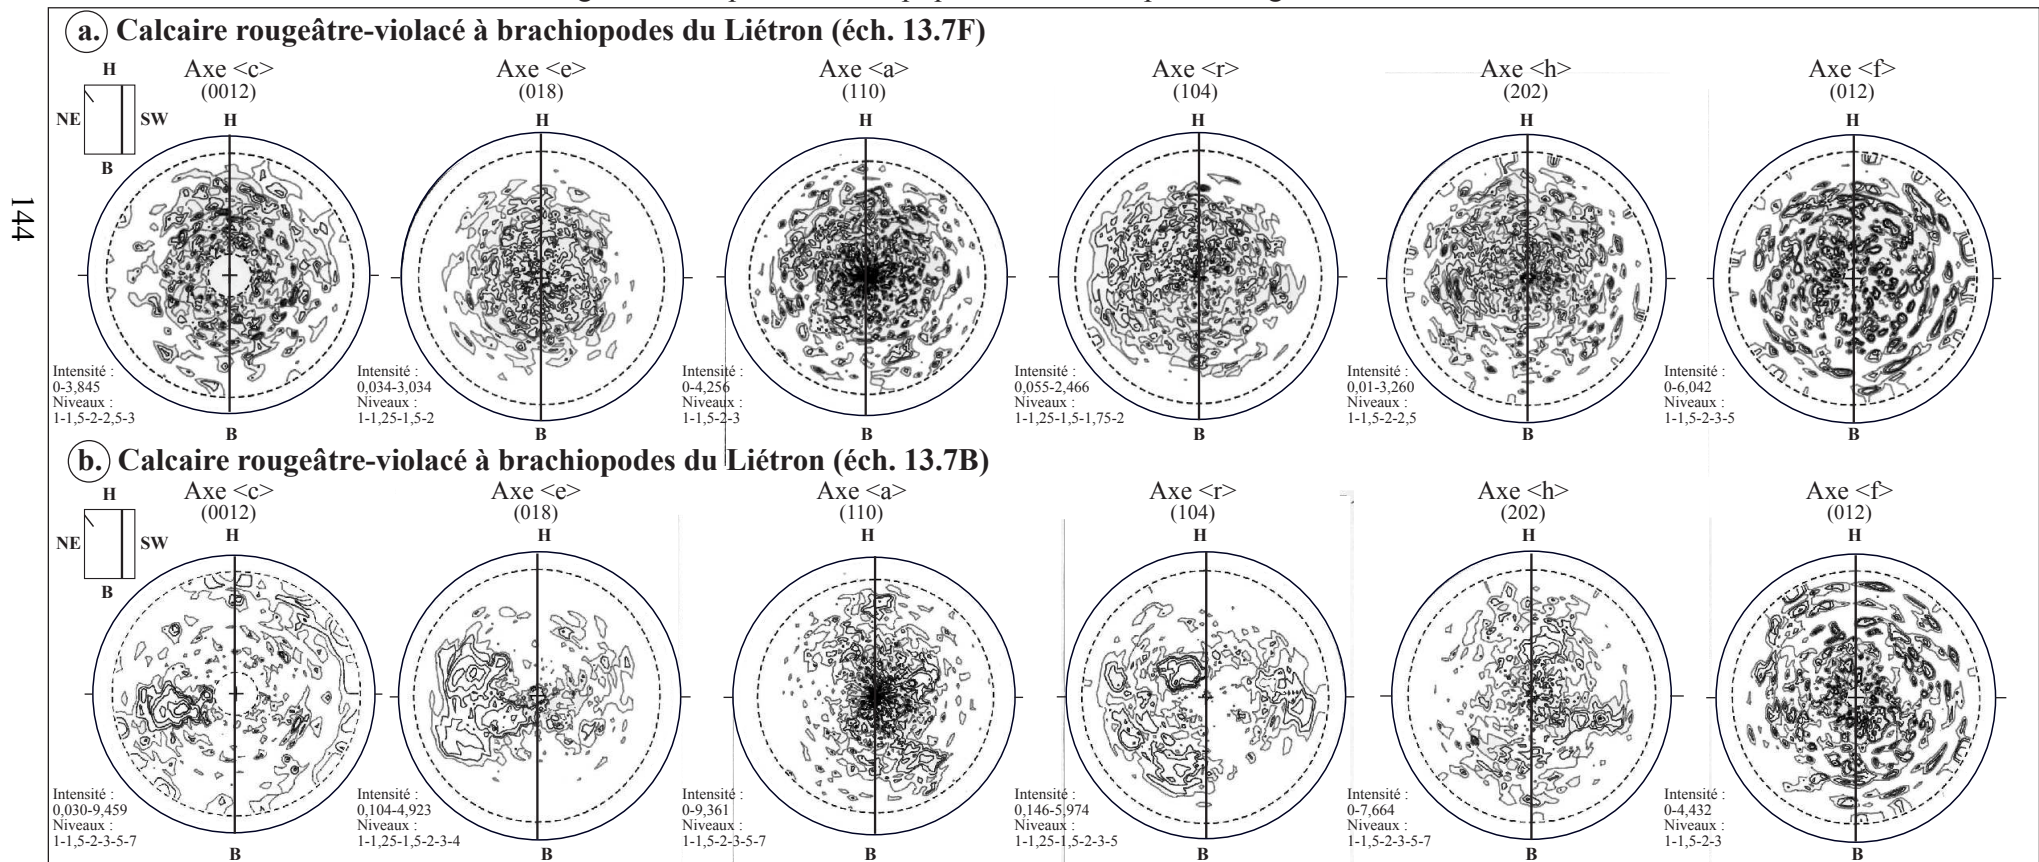 a. Calcaire rougeâtre-violacé à brachiopodes du Liétron (éch. 13.7F)
H
NE SW
B
Axe <c>
(0012)
H
B
Intensité :
0-3,845
Niveaux :
1-1,5-2-2,5-3
Axe <e>
(018)
H
B
Intensité :
0,034-3,034
Niveaux :
1-1,25-1,5-2
Axe <a>
(110)
H
B
Intensité :
0-4,256
Niveaux :
1-1,5-2-3
Axe <r>
(104)
H
B
Intensité :
0,055-2,466
Niveaux :
1-1,25-1,5-1,75-2
Axe <h>
(202)
H
B
Intensité :
0,01-3,260
Niveaux :
1-1,5-2-2,5
Axe <f>
(012)
H
B
Intensité :
0-6,042
Niveaux :
1-1,5-2-3-5
144
b. Calcaire rougeâtre-violacé à brachiopodes du Liétron (éch. 13.7B)
H
NE SW
B
Axe <c>
(0012)
H
B
Intensité :
0,030-9,459
Niveaux :
1-1,5-2-3-5-7
Axe <e>
(018)
H
B
Intensité :
0,104-4,923
Niveaux :
1-1,25-1,5-2-3-4
Axe <a>
(110)
H
B
Intensité :
0-9,361
Niveaux :
1-1,5-2-3-5-7
Axe <r>
(104)
H
B
Intensité :
0,146-5,974
Niveaux :
1-1,25-1,5-2-3-5
Axe <h>
(202)
H
B
Intensité :
0-7,664
Niveaux :
1-1,5-2-3-5-7
Axe <f>
(012)
H
B
Intensité :
0-4,432
Niveaux :
1-1,5-2-3